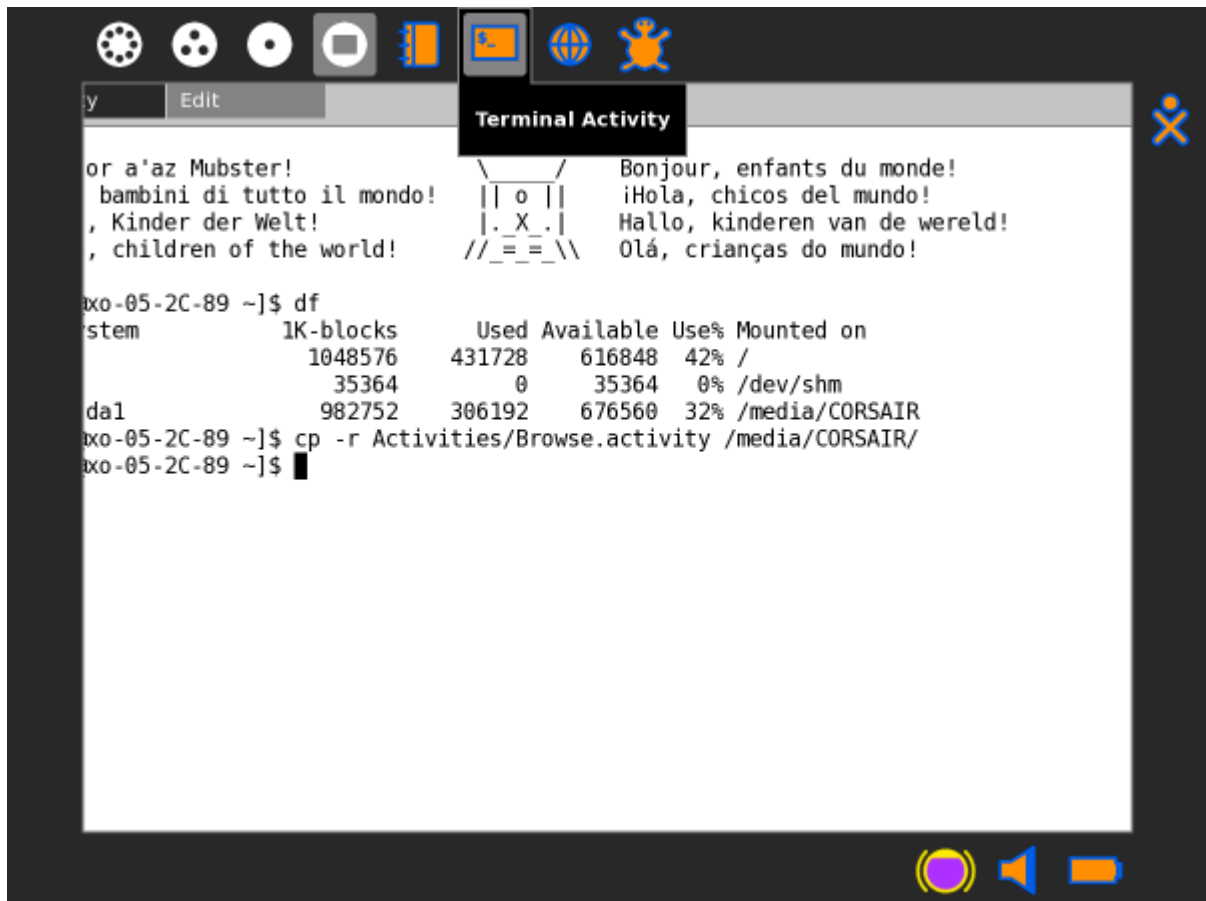 $_
y Edit
Terminal Activity
or a'az Mubster! \_____/ Bonjour, enfants du monde!
bambini di tutto il mondo! || o || ¡Hola, chicos del mundo!
, Kinder der Welt! |._X_.| Hallo, kinderen van de wereld!
, children of the world! //_=_=_\\ Olá, crianças do mundo!
xo-05-2C-89 ~]$ df
stem 1K-blocks Used Available Use% Mounted on
1048576 431728 616848 42% /
35364 0 35364 0% /dev/shm
da1 982752 306192 676560 32% /media/CORSAIR
xo-05-2C-89 ~]$ cp -r Activities/Browse.activity /media/CORSAIR/
xo-05-2C-89 ~]$